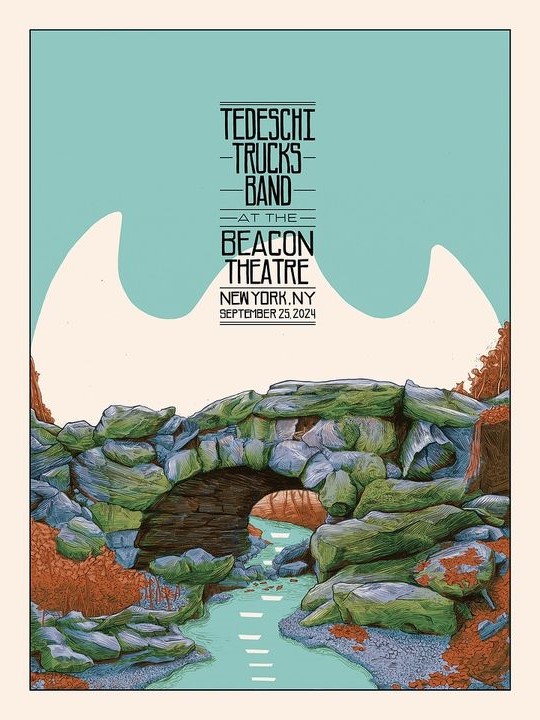 TEDESCHI
TRUCKS
BAND
AT THE
BEACON
THEATRE
NEW YORK, NY
SEPTEMBER 25, 2024